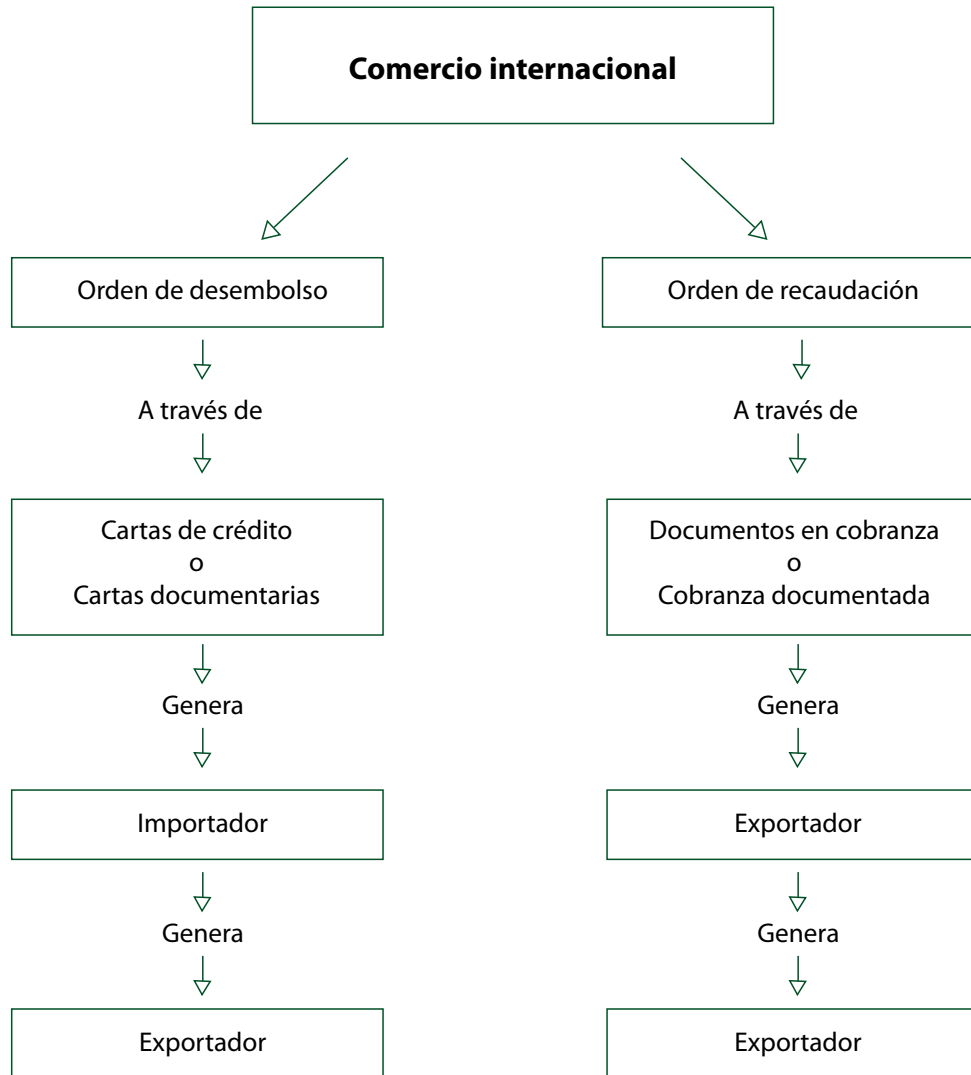 Comercio internacional
Orden de desembolso
A través de
Cartas de crédito
o
Cartas documentarias
Genera
Importador
Genera
Exportador
Orden de recaudación
A través de
Documentos en cobranza
o
Cobranza documentada
Genera
Exportador
Genera
Exportador